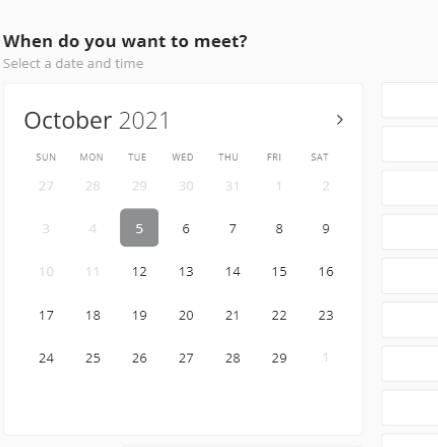 When do you want to meet?
Select a date and time
October 2021 >
SUN MON TUE WED THU FRI SAT
27 28 29 30 31 1 2
3 4 5 6 7 8 9
10 11 12 13 14 15 16
17 18 19 20 21 22 23
24 25 26 27 28 29 1